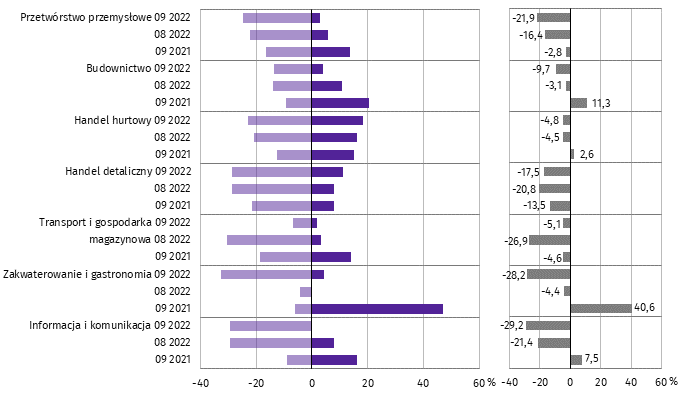 Przetwórstwo przemysłowe 09 2022 -21,9
08 2022 -16,4
09 2021 -2,8
Budownictwo 09 2022 -9,7
08 2022 -3,1
09 2021 11,3
Handel hurtowy 09 2022 -4,8
08 2022 -4,5
09 2021 2,6
Handel detaliczny 09 2022 -17,5
08 2022 -20,8
09 2021 -13,5
Transport i gospodarka 09 2022 -5,1
magazynowa 08 2022 -26,9
09 2021 -4,6
Zakwaterowanie i gastronomia 09 2022 -28,2
08 2022 -4,4
09 2021 40,6
Informacja i komunikacja 09 2022 -29,2
08 2022 -21,4
09 2021 7,5
-40 -20 0 20 40 60 % -40 -20 0 20 40 60 %